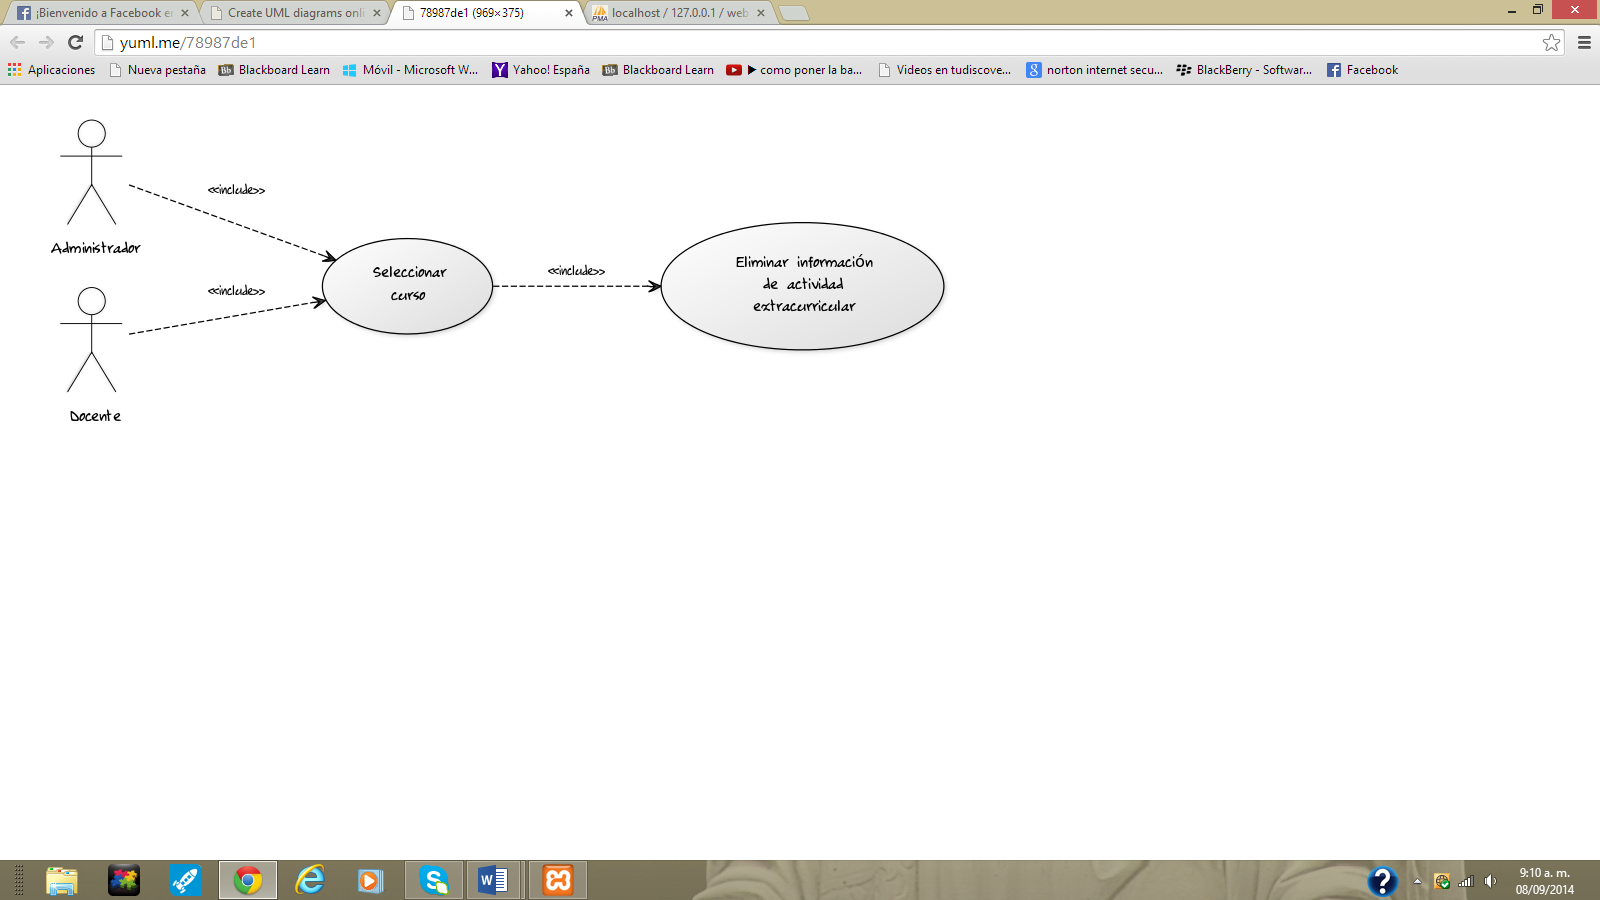 ¡Bienvenido a Facebook en
Create UML diagrams onli
78987de1 (969×375)
localhost / 127.0.0.1 / web
yuml.me/78987de1
Aplicaciones
Nueva pestaña
Blackboard Learn
Móvil - Microsoft W...
Yahoo! España
Blackboard Learn
como poner la ba...
Videos en tudiscove...
norton internet secu...
BlackBerry - Softwar...
Facebook
<<include>>
Administrador
<<include>>
Docente
Seleccionar
curso
<<include>>
Eliminar información
de actividad
extracurricular
9:10 a. m.
08/09/2014